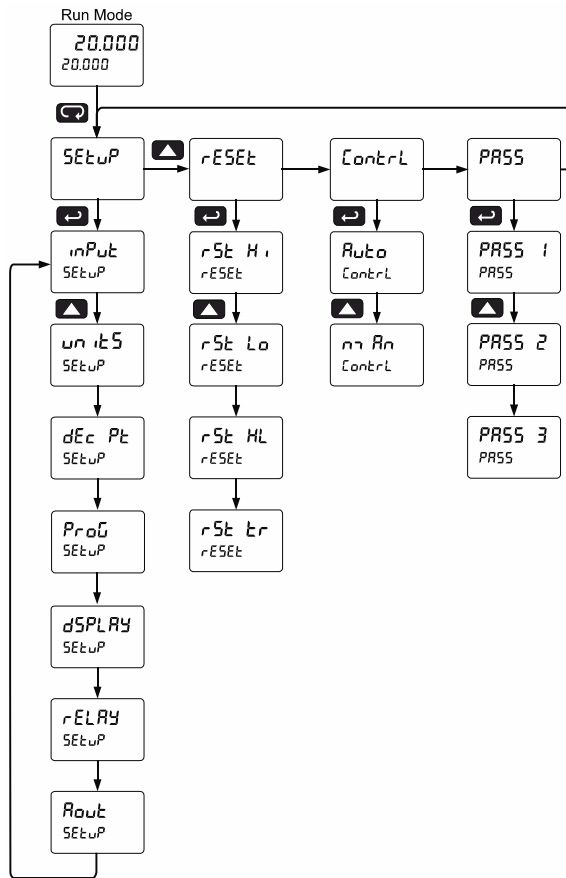 Run Mode
20.000
20.000
SEtuP
rESEt
ContrL
PASS
inPut
SEtuP
rSt Hi
rESEt
Auto
ContrL
PASS 1
PASS
unitS
SEtuP
rSt Lo
rESEt
mAn
ContrL
PASS 2
PASS
dEc Pt
SEtuP
rSt HL
rESEt
PASS 3
PASS
ProG
SEtuP
rSt tr
rESEt
dSPLAY
SEtuP
rELAY
SEtuP
Aout
SEtuP